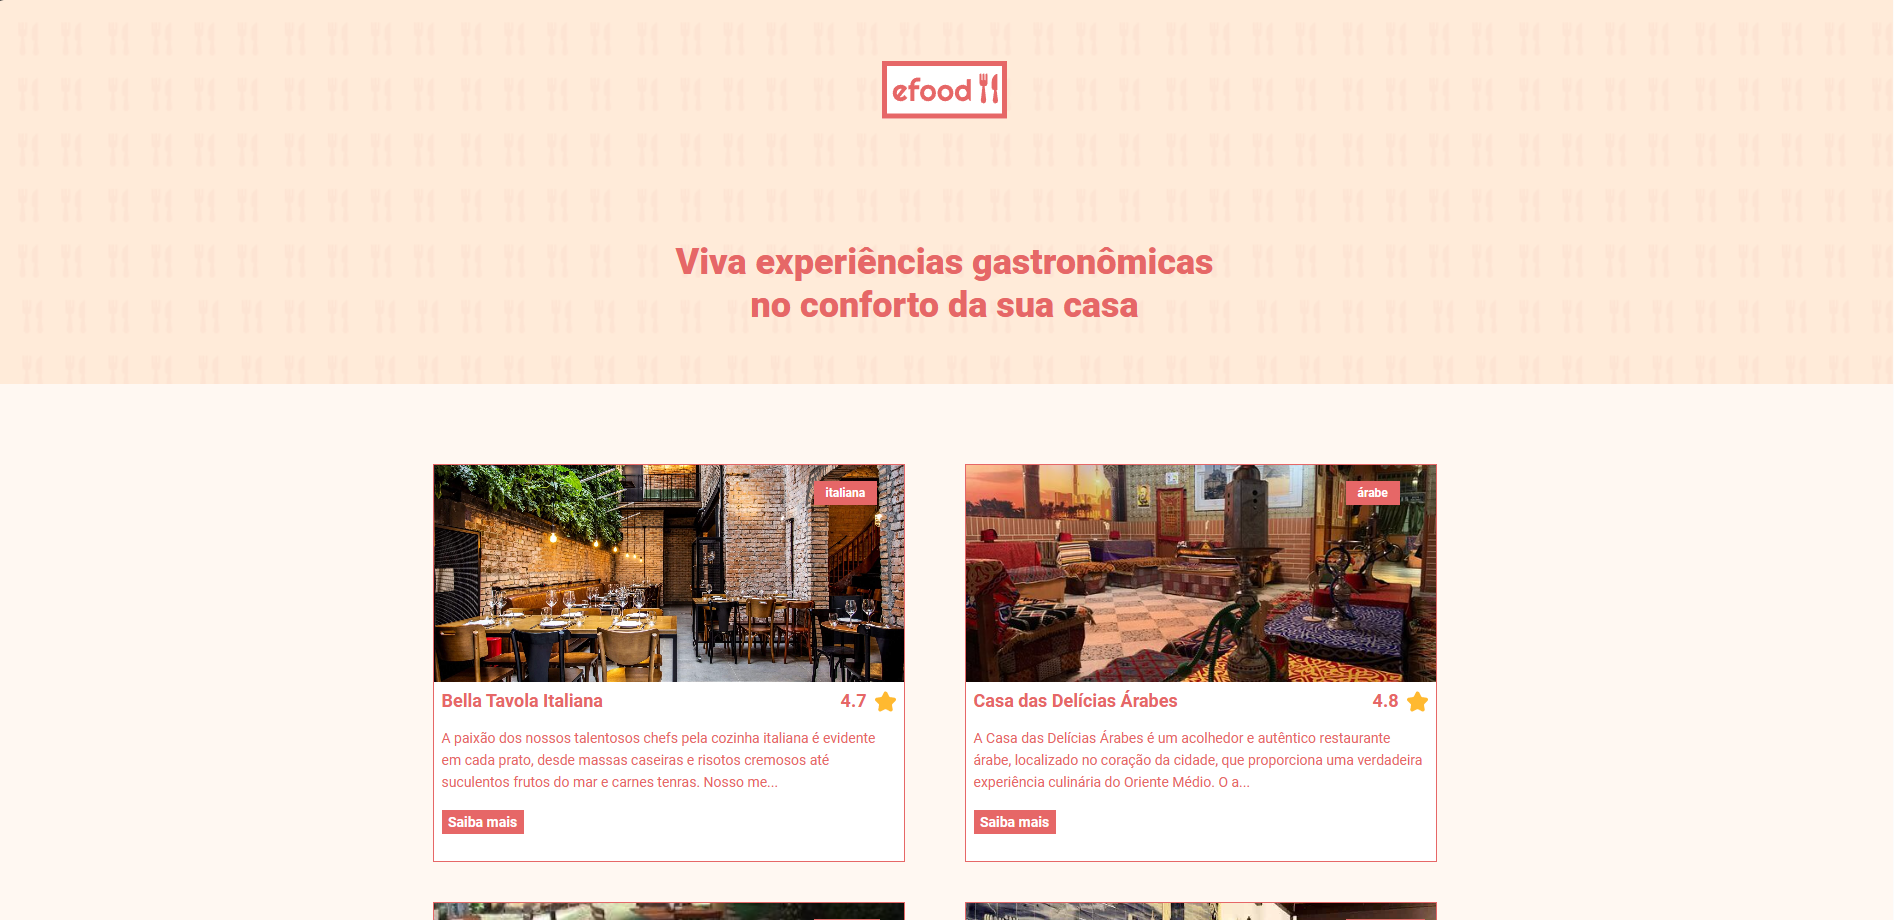 efood
Viva experiências gastronômicas
no conforto da sua casa
italiana
Bella Tavola Italiana
4.7
A paixão dos nossos talentosos chefs pela cozinha italiana é evidente
em cada prato, desde massas caseiras e risotos cremosos até
suculentos frutos do mar e carnes tenras. Nosso me...
Saiba mais
árabe
Casa das Delícias Árabes
4.8
A Casa das Delícias Árabes é um acolhedor e autêntico restaurante
árabe, localizado no coração da cidade, que proporciona uma verdadeira
experiência culinária do Oriente Médio. O a...
Saiba mais